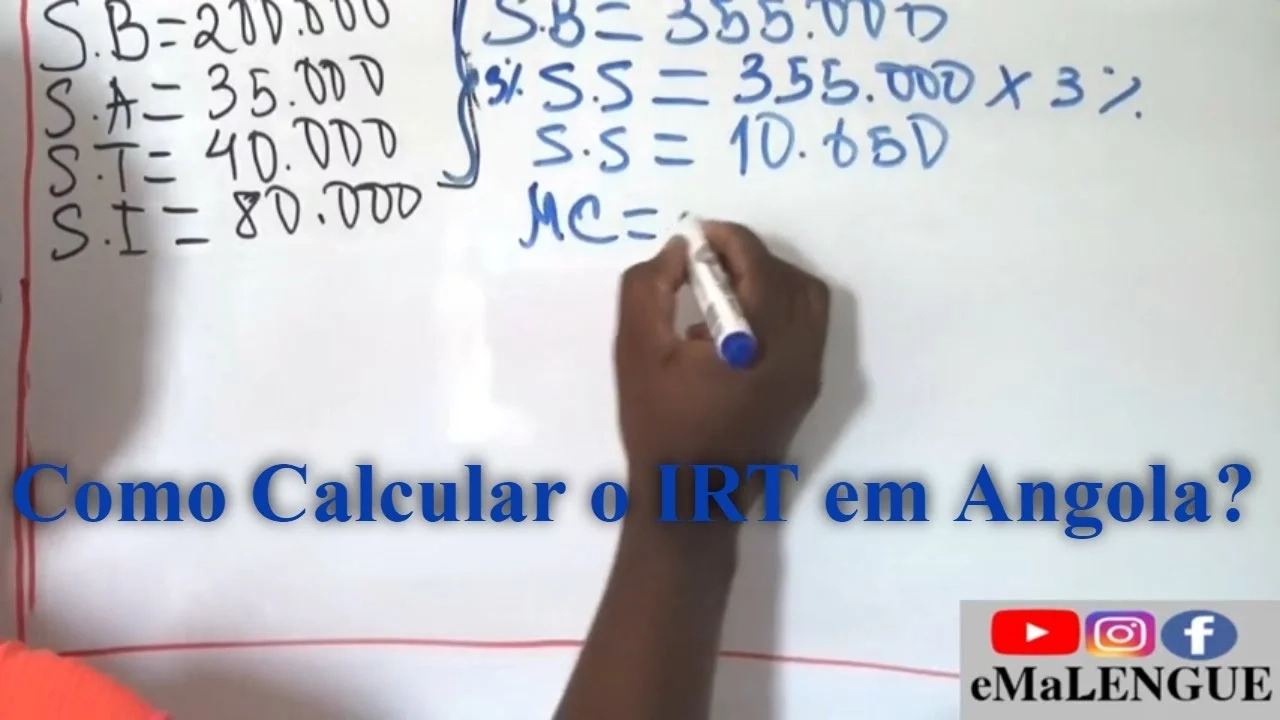 S.B=200.000
S.A=35.000
S.T=40.000
S.I=80.000
S.B=355.000
3% S.S=355.000 x 3%
S.S=10.650
MC=
Como Calcular o IRT em Angola?
eMaLENGUE